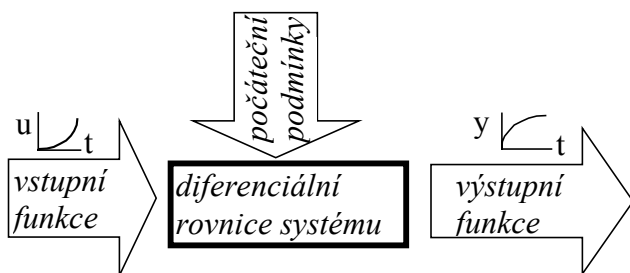 počáteční
podmínky
u
t
vstupní
funkce
diferenciální
rovnice systému
y
t
výstupní
funkce